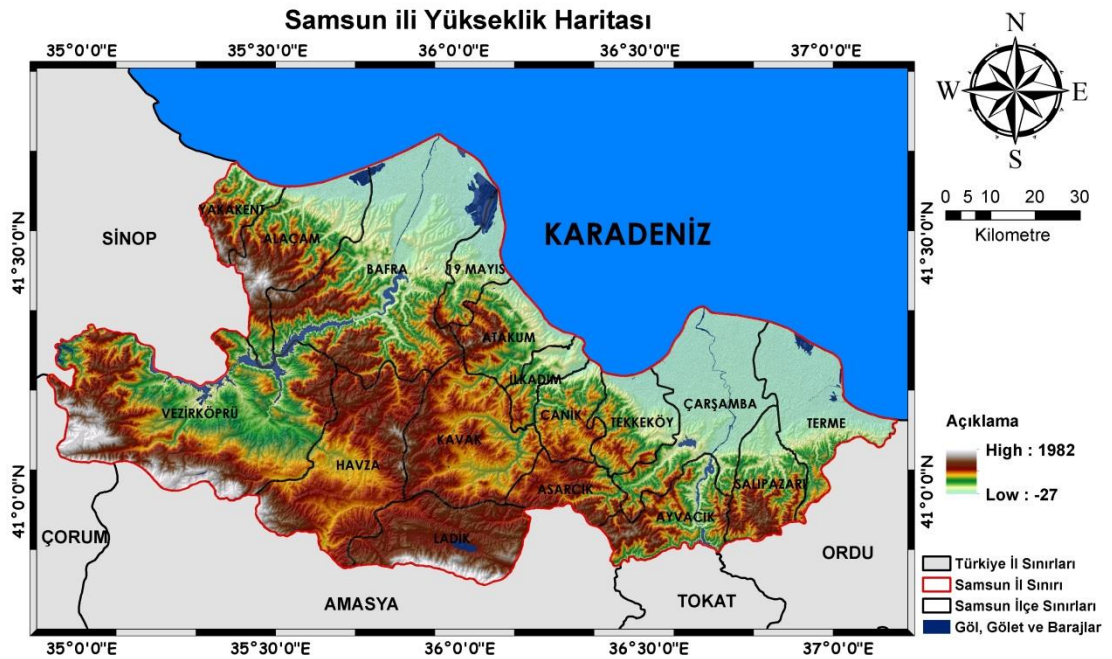 Samsun ili Yükseklik Haritası
35°0'0"E 35°30'0"E 36°0'0"E 36°30'0"E 37°0'0"E
N
W E
S
0 5 10 20 30
Kilometre
41°30'0"N
41°0'0"N
SİNOP
KARADENİZ
YAKAKENT
ALAÇAM
BAFRA
19 MAYIS
ATAKUM
İLKADIM
CANİK
TEKKEKÖY
ÇARŞAMBA
TERME
VEZİRKÖPRÜ
HAVZA
KAVAK
ASARCIK
SALIPAZARI
AYVACIK
LADİK
ÇORUM
AMASYA
TOKAT
ORDU
41°30'0"N
41°0'0"N
Açıklama
High : 1982
Low : -27
Türkiye İl Sınırları
Samsun İl Sınırı
Samsun İlçe Sınırları
Göl, Gölet ve Barajlar
35°0'0"E 35°30'0"E 36°0'0"E 36°30'0"E 37°0'0"E